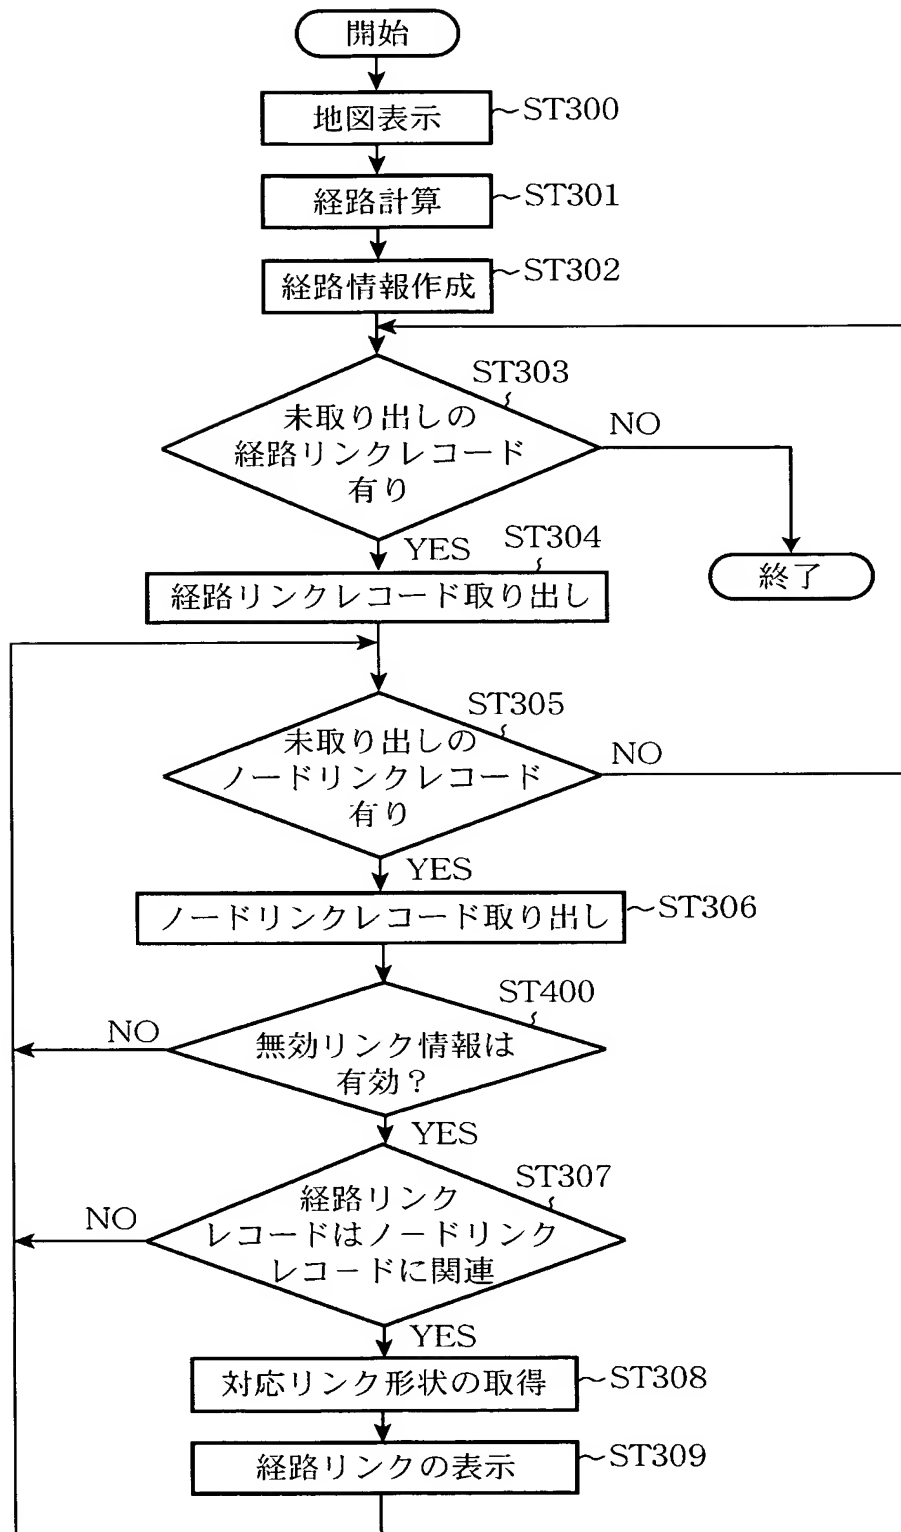 開始
地図表示
ST300
経路計算
ST301
経路情報作成
ST302
ST303
未取り出しの
経路リンクレコード
有り
NO
YES
ST304
経路リンクレコード取り出し
終了
ST305
未取り出しの
ノードリンクレコード
有り
NO
YES
ノードリンクレコード取り出し
ST306
ST400
無効リンク情報は
有効?
NO
YES
ST307
経路リンク
レコードはノードリンク
レコードに関連
NO
YES
対応リンク形状の取得
ST308
経路リンクの表示
ST309